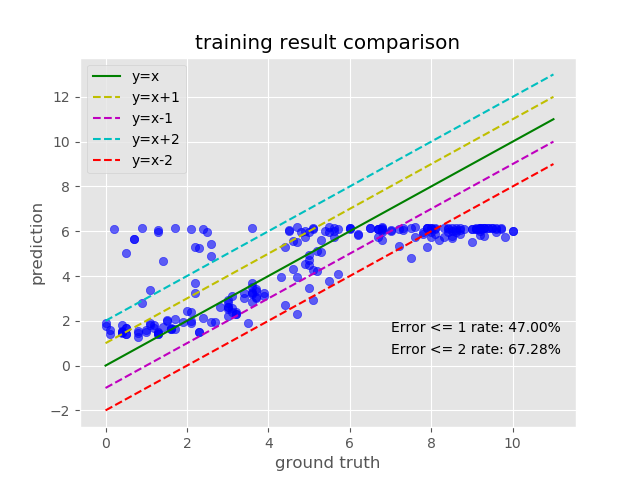 training result comparison
y=x
y=x+1
y=x-1
y=x+2
y=x-2
12
10
8
6
4
2
0
−2
prediction
Error <= 1 rate: 47.00%
Error <= 2 rate: 67.28%
0 2 4 6 8 10
ground truth